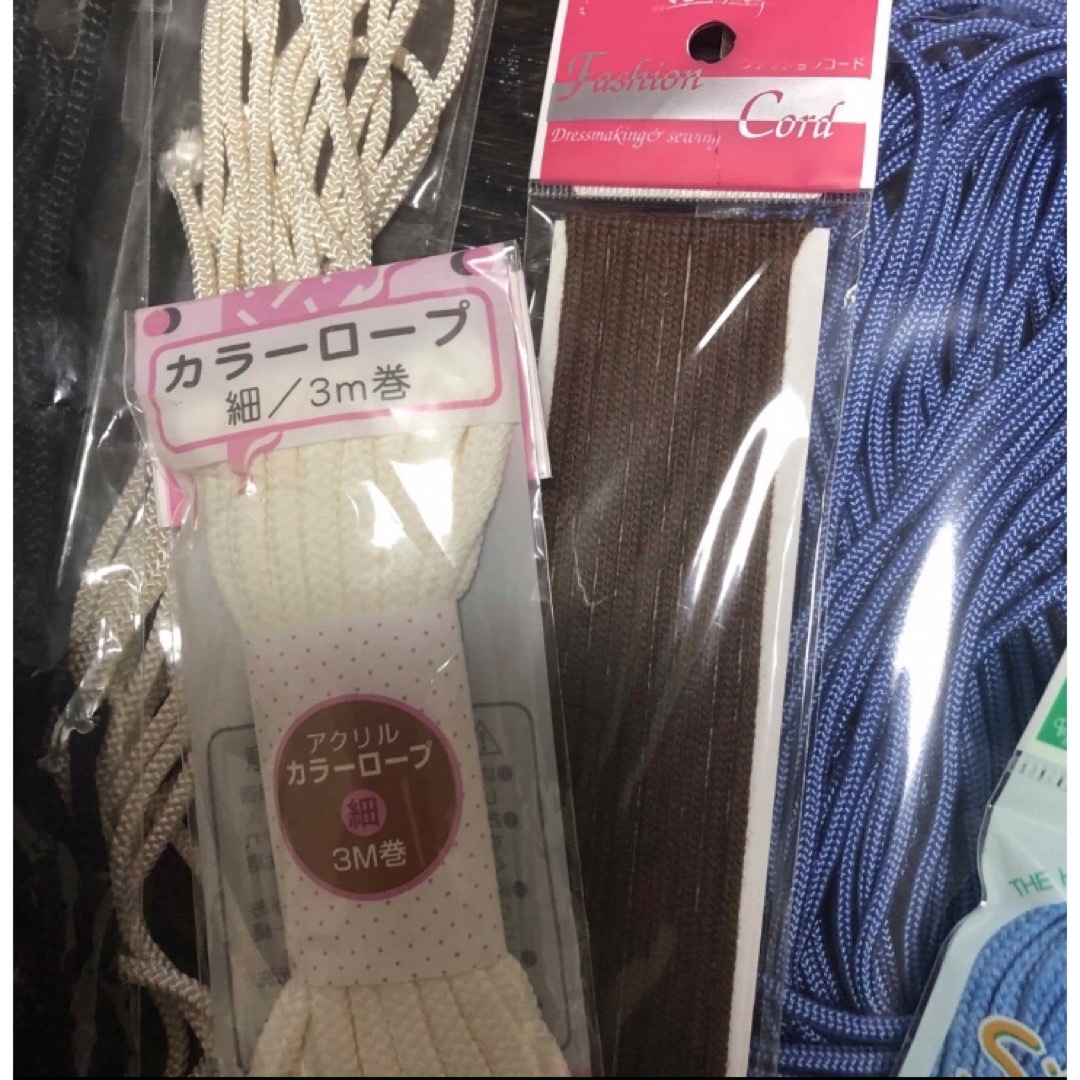 Fashion
Cord
Dressmaking & sewing
カラーロープ
細／3m巻
アクリル
カラーロープ
細
3M巻
THE